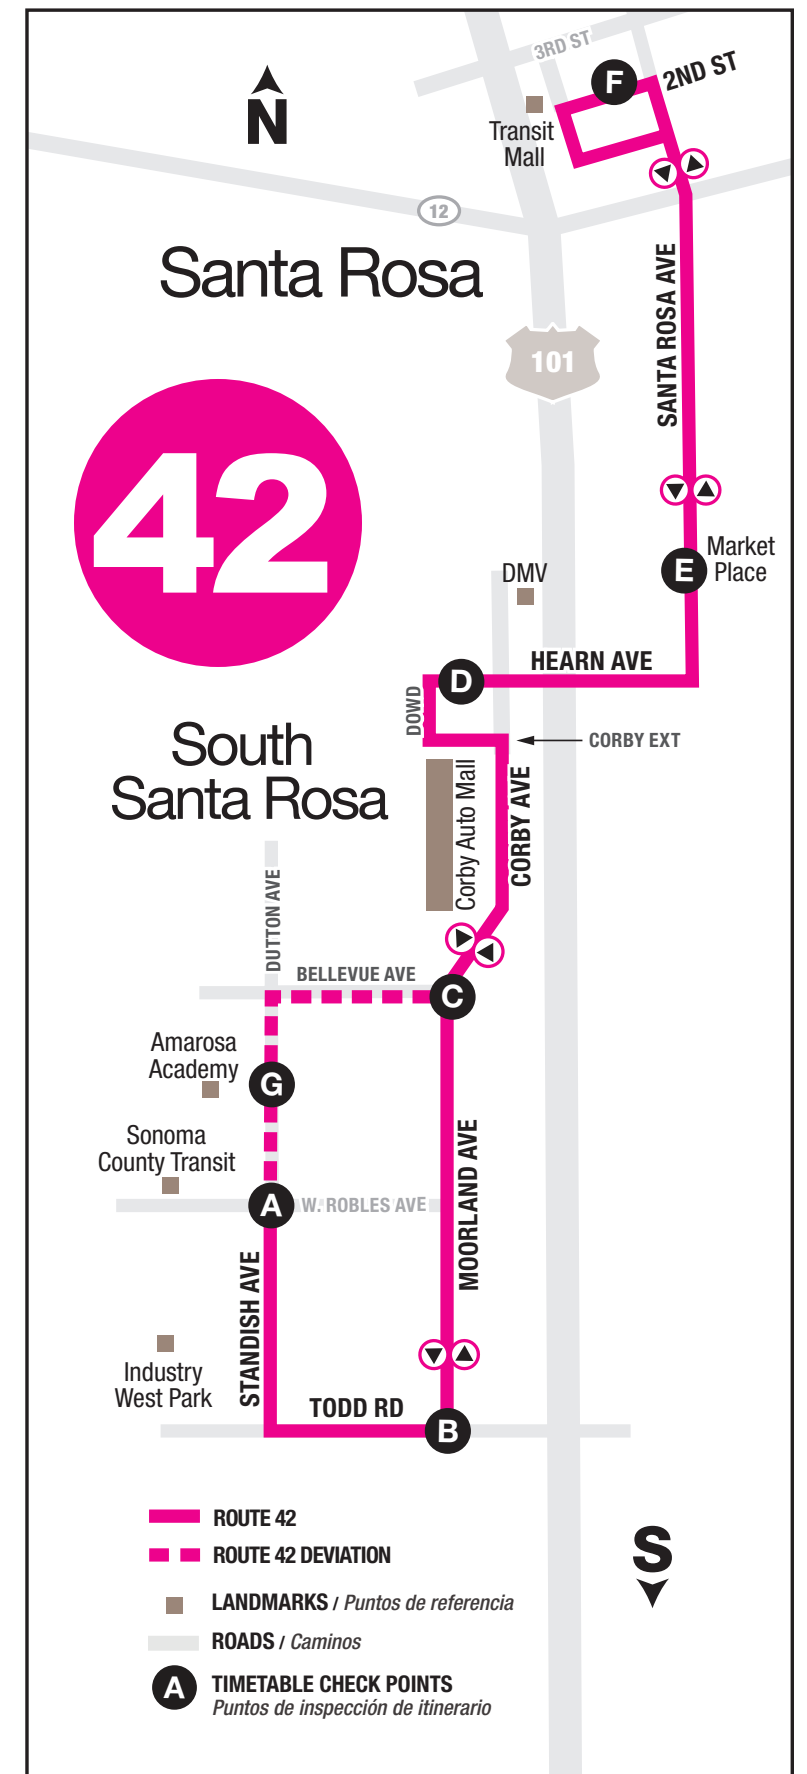 3RD ST
F
2ND ST
N
Transit
Mall
12
Santa Rosa
SANTA ROSA AVE
101
42
Market
Place
E
DMV
HEARN AVE
D
DOWD
CORBY EXT
South
Santa Rosa
Corby Auto Mall
CORBY AVE
DUTTON AVE
BELLEVUE AVE
C
Amarosa
Academy
G
Sonoma
County Transit
A
W. ROBLES AVE
MOORLAND AVE
STANDISH AVE
Industry
West Park
TODD RD
B
ROUTE 42
ROUTE 42 DEVIATION
S
LANDMARKS / Puntos de referencia
ROADS / Caminos
A
TIMETABLE CHECK POINTS
Puntos de inspección de itinerario